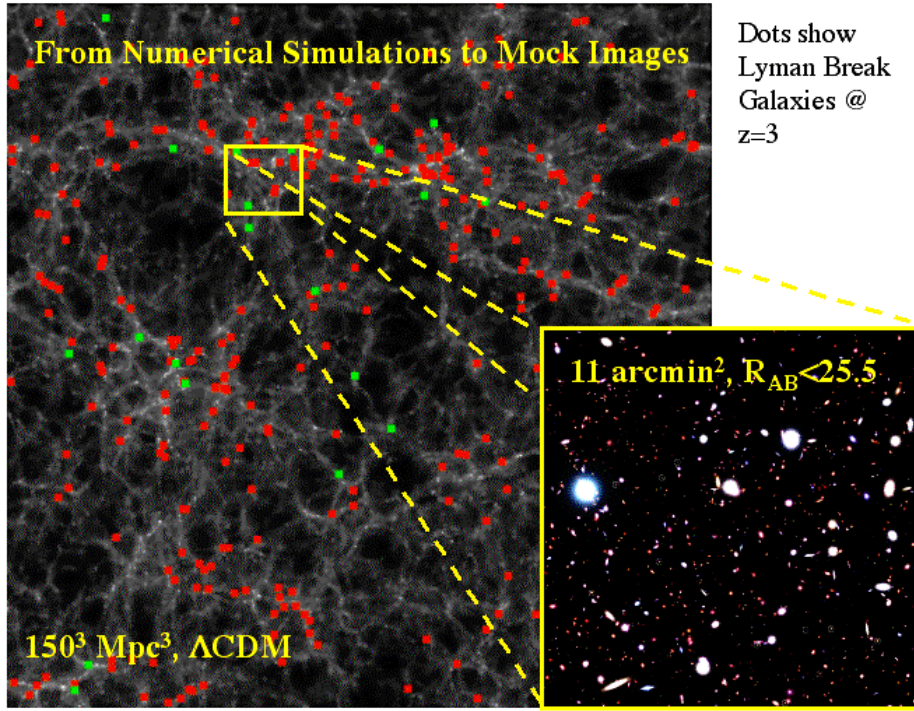 From Numerical Simulations to Mock Images
Dots show
Lyman Break
Galaxies @
z=3
11 arcmin², R_AB<25.5
150³ Mpc³, ΛCDM